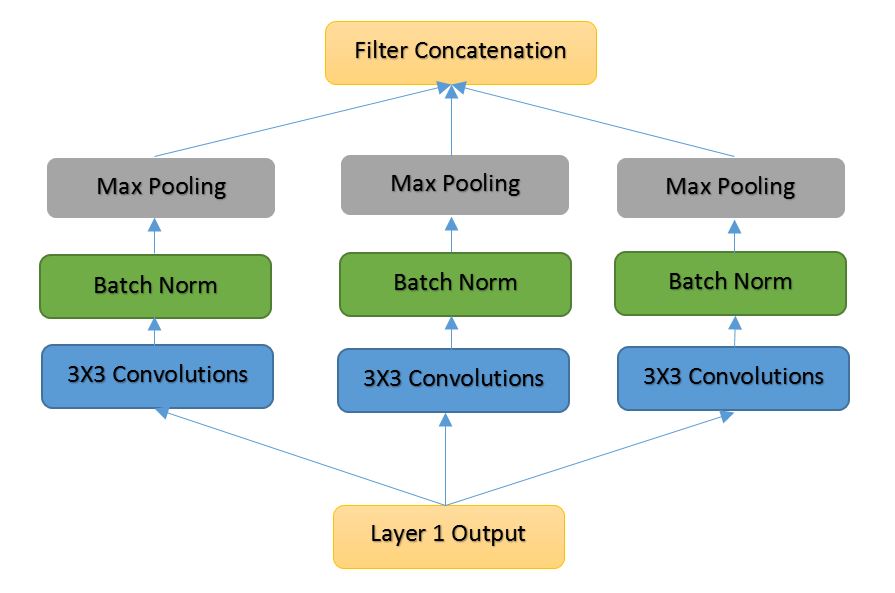 Filter Concatenation
Max Pooling
Max Pooling
Max Pooling
Batch Norm
Batch Norm
Batch Norm
3X3 Convolutions
3X3 Convolutions
3X3 Convolutions
Layer 1 Output